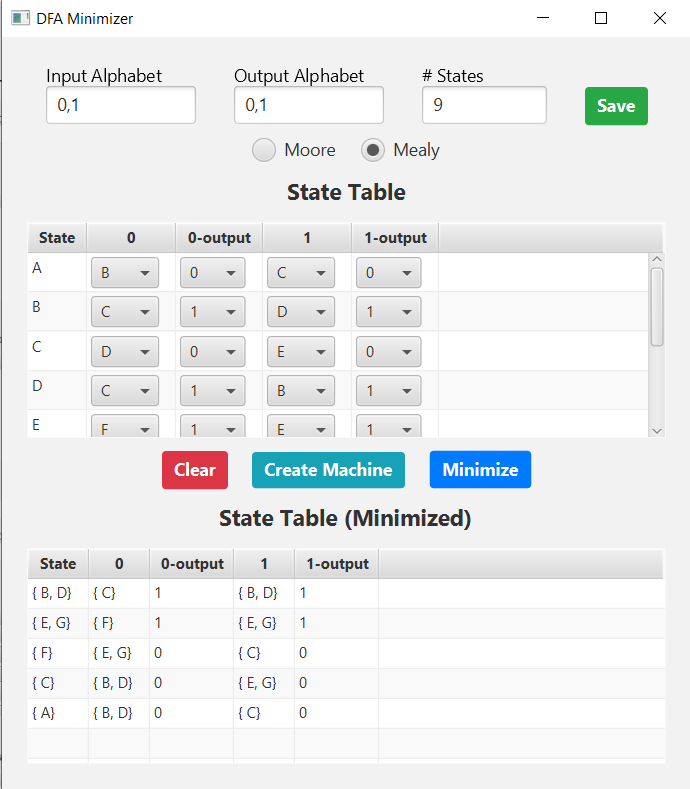 DFA Minimizer
Input Alphabet Output Alphabet # States
0,1 0,1 9 Save
Moore Mealy
State Table
State 0 0-output 1 1-output
A B 0 C 0
B C 1 D 1
C D 0 E 0
D C 1 B 1
E F 1 E 1
Clear Create Machine Minimize
State Table (Minimized)
State 0 0-output 1 1-output
{ B, D} { C} 1 { B, D} 1
{ E, G} { F} 1 { E, G} 1
{ F} { E, G} 0 { C} 0
{ C} { B, D} 0 { E, G} 0
{ A} { B, D} 0 { C} 0